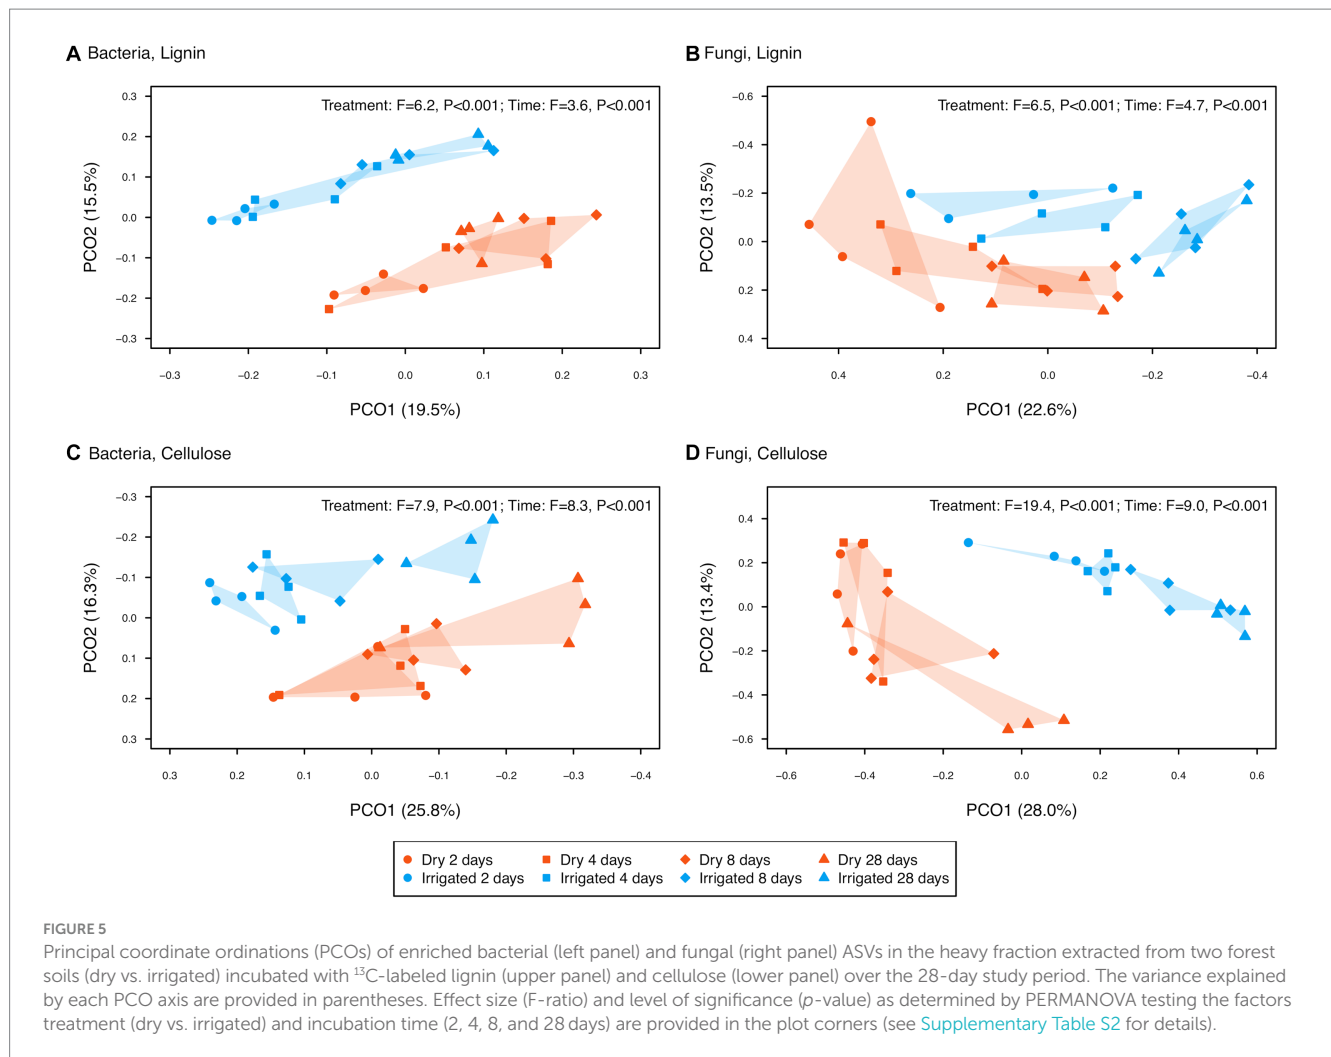 A Bacteria, Lignin
Treatment: F=6.2, P<0.001; Time: F=3.6, P<0.001
0.3
0.2
0.1
0.0
−0.1
−0.2
−0.3
PCO2 (15.5%)
−0.3 −0.2 −0.1 0.0 0.1 0.2 0.3
PCO1 (19.5%)
B Fungi, Lignin
Treatment: F=6.5, P<0.001; Time: F=4.7, P<0.001
−0.6
−0.4
−0.2
0.0
0.2
0.4
PCO2 (13.5%)
0.4 0.2 0.0 −0.2 −0.4
PCO1 (22.6%)
C Bacteria, Cellulose
Treatment: F=7.9, P<0.001; Time: F=8.3, P<0.001
−0.3
−0.2
−0.1
0.0
0.1
0.2
0.3
PCO2 (16.3%)
0.3 0.2 0.1 0.0 −0.1 −0.2 −0.3 −0.4
PCO1 (25.8%)
D Fungi, Cellulose
Treatment: F=19.4, P<0.001; Time: F=9.0, P<0.001
0.4
0.2
0.0
−0.2
−0.4
−0.6
PCO2 (13.4%)
−0.6 −0.4 −0.2 0.0 0.2 0.4 0.6
PCO1 (28.0%)
Dry 2 days Dry 4 days Dry 8 days Dry 28 days
Irrigated 2 days Irrigated 4 days Irrigated 8 days Irrigated 28 days
FIGURE 5
Principal coordinate ordinations (PCOs) of enriched bacterial (left panel) and fungal (right panel) ASVs in the heavy fraction extracted from two forest
soils (dry vs. irrigated) incubated with ¹³C-labeled lignin (upper panel) and cellulose (lower panel) over the 28-day study period. The variance explained
by each PCO axis are provided in parentheses. Effect size (F-ratio) and level of significance (p-value) as determined by PERMANOVA testing the factors
treatment (dry vs. irrigated) and incubation time (2, 4, 8, and 28 days) are provided in the plot corners (see Supplementary Table S2 for details).